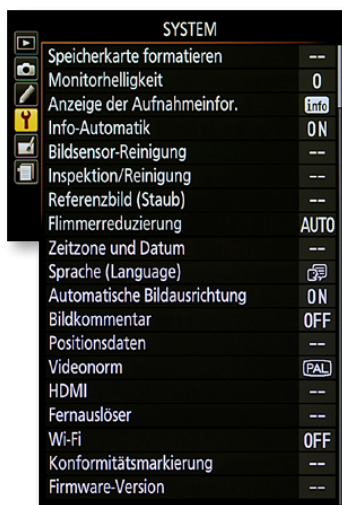 SYSTEM
Speicherkarte formatieren --
Monitorhelligkeit 0
Anzeige der Aufnahmeinfor. info
Info-Automatik ON
Bildsensor-Reinigung --
Inspektion/Reinigung --
Referenzbild (Staub) --
Flimmerreduzierung AUTO
Zeitzone und Datum --
Sprache (Language)
Automatische Bildausrichtung ON
Bildkommentar OFF
Positionsdaten --
Videonorm PAL
HDMI --
Fernauslöser --
Wi-Fi OFF
Konformitätsmarkierung --
Firmware-Version --